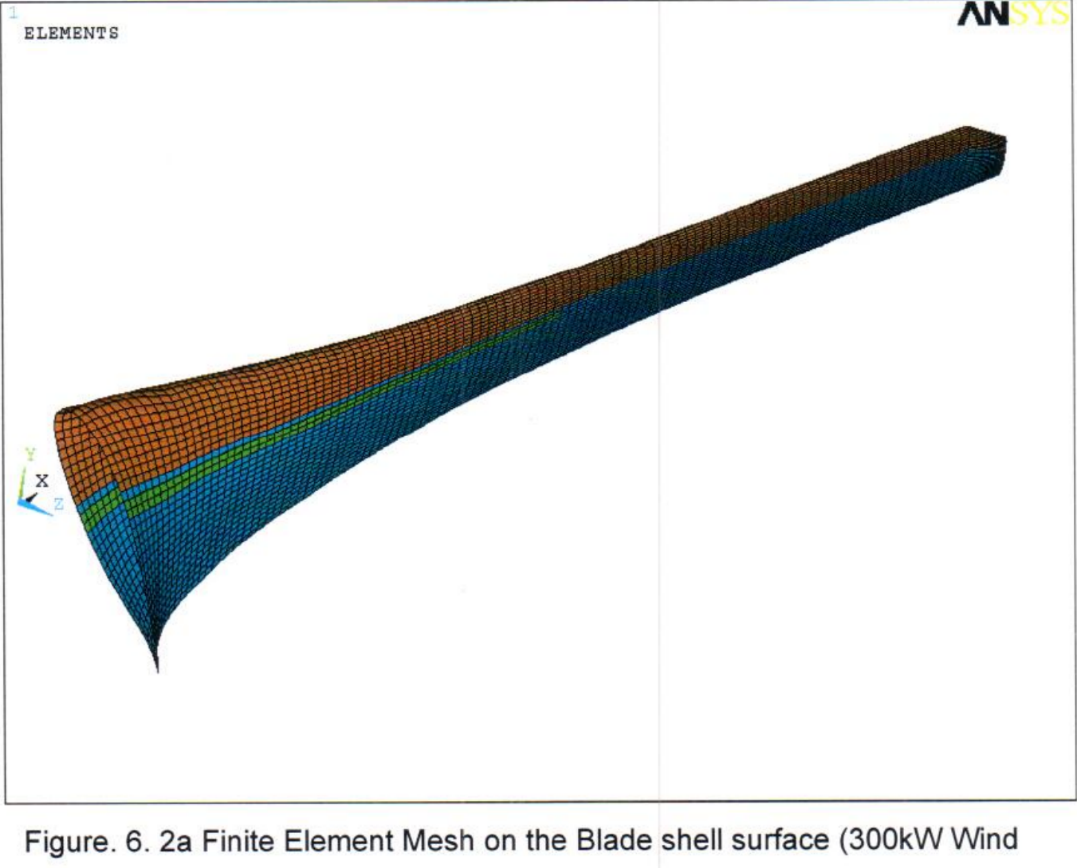 1
ELEMENTS
ANSYS
Y
X
Z
Figure. 6. 2a Finite Element Mesh on the Blade shell surface (300kW Wind